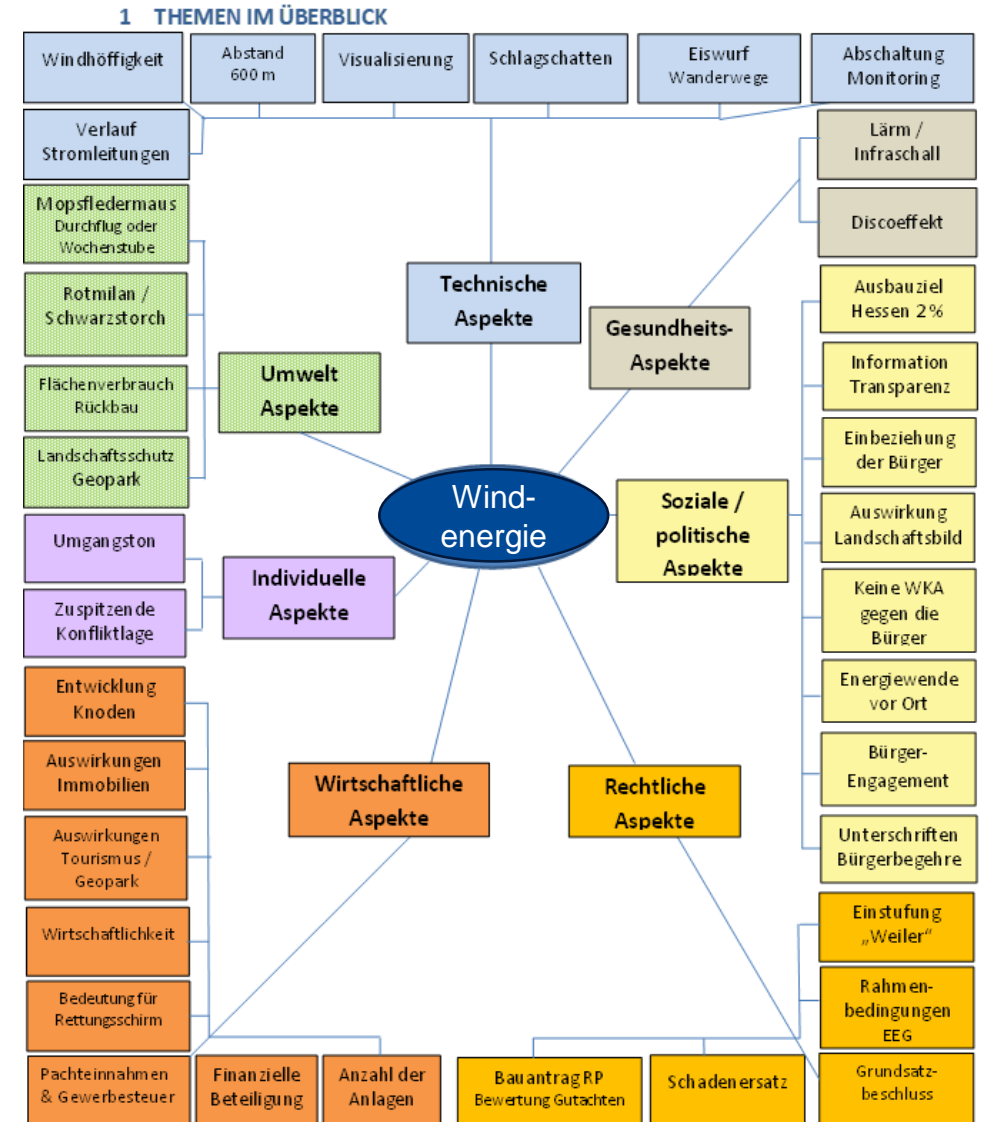 1 THEMEN IM ÜBERBLICK
Windhöffigkeit
Abstand
600 m
Visualisierung
Schlagschatten
Eiswurf
Wanderwege
Abschaltung
Monitoring
Verlauf
Stromleitungen
Lärm /
Infraschall
Mopsfledermaus
Durchflug oder
Wochenstube
Discoeffekt
Technische
Aspekte
Rotmilan /
Schwarzstorch
Gesundheits-
Aspekte
Ausbauziel
Hessen 2%
Umwelt
Aspekte
Flächenverbrauch
Rückbau
Information
Transparenz
Landschaftsschutz
Geopark
Einbeziehung
der Bürger
Wind-
energie
Soziale /
politische
Aspekte
Auswirkung
Landschaftsbild
Umgangston
Individuelle
Aspekte
Zuspitzende
Konfliktlage
Keine WKA
gegen die
Bürger
Entwicklung
Knoden
Energiewende
vor Ort
Auswirkungen
Immobilien
Wirtschaftliche
Aspekte
Rechtliche
Aspekte
Bürger-
Engagement
Auswirkungen
Tourismus /
Geopark
Unterschriften
Bürgerbegehre
Wirtschaftlichkeit
Einstufung
„Weiler“
Bedeutung für
Rettungsschirm
Rahmen-
bedingungen
EEG
Pachteinnahmen
& Gewerbesteuer
Finanzielle
Beteiligung
Anzahl der
Anlagen
Bauantrag RP
Bewertung Gutachten
Schadenersatz
Grundsatz-
beschluss